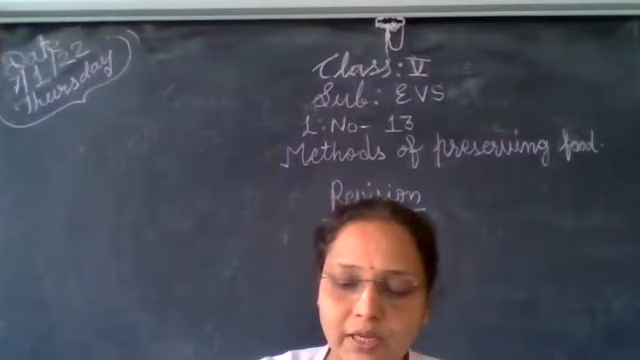 Date
7/1/22
Thursday
Class: V
Sub: EVS
L: No- 13
Methods of preserving food.
Revision